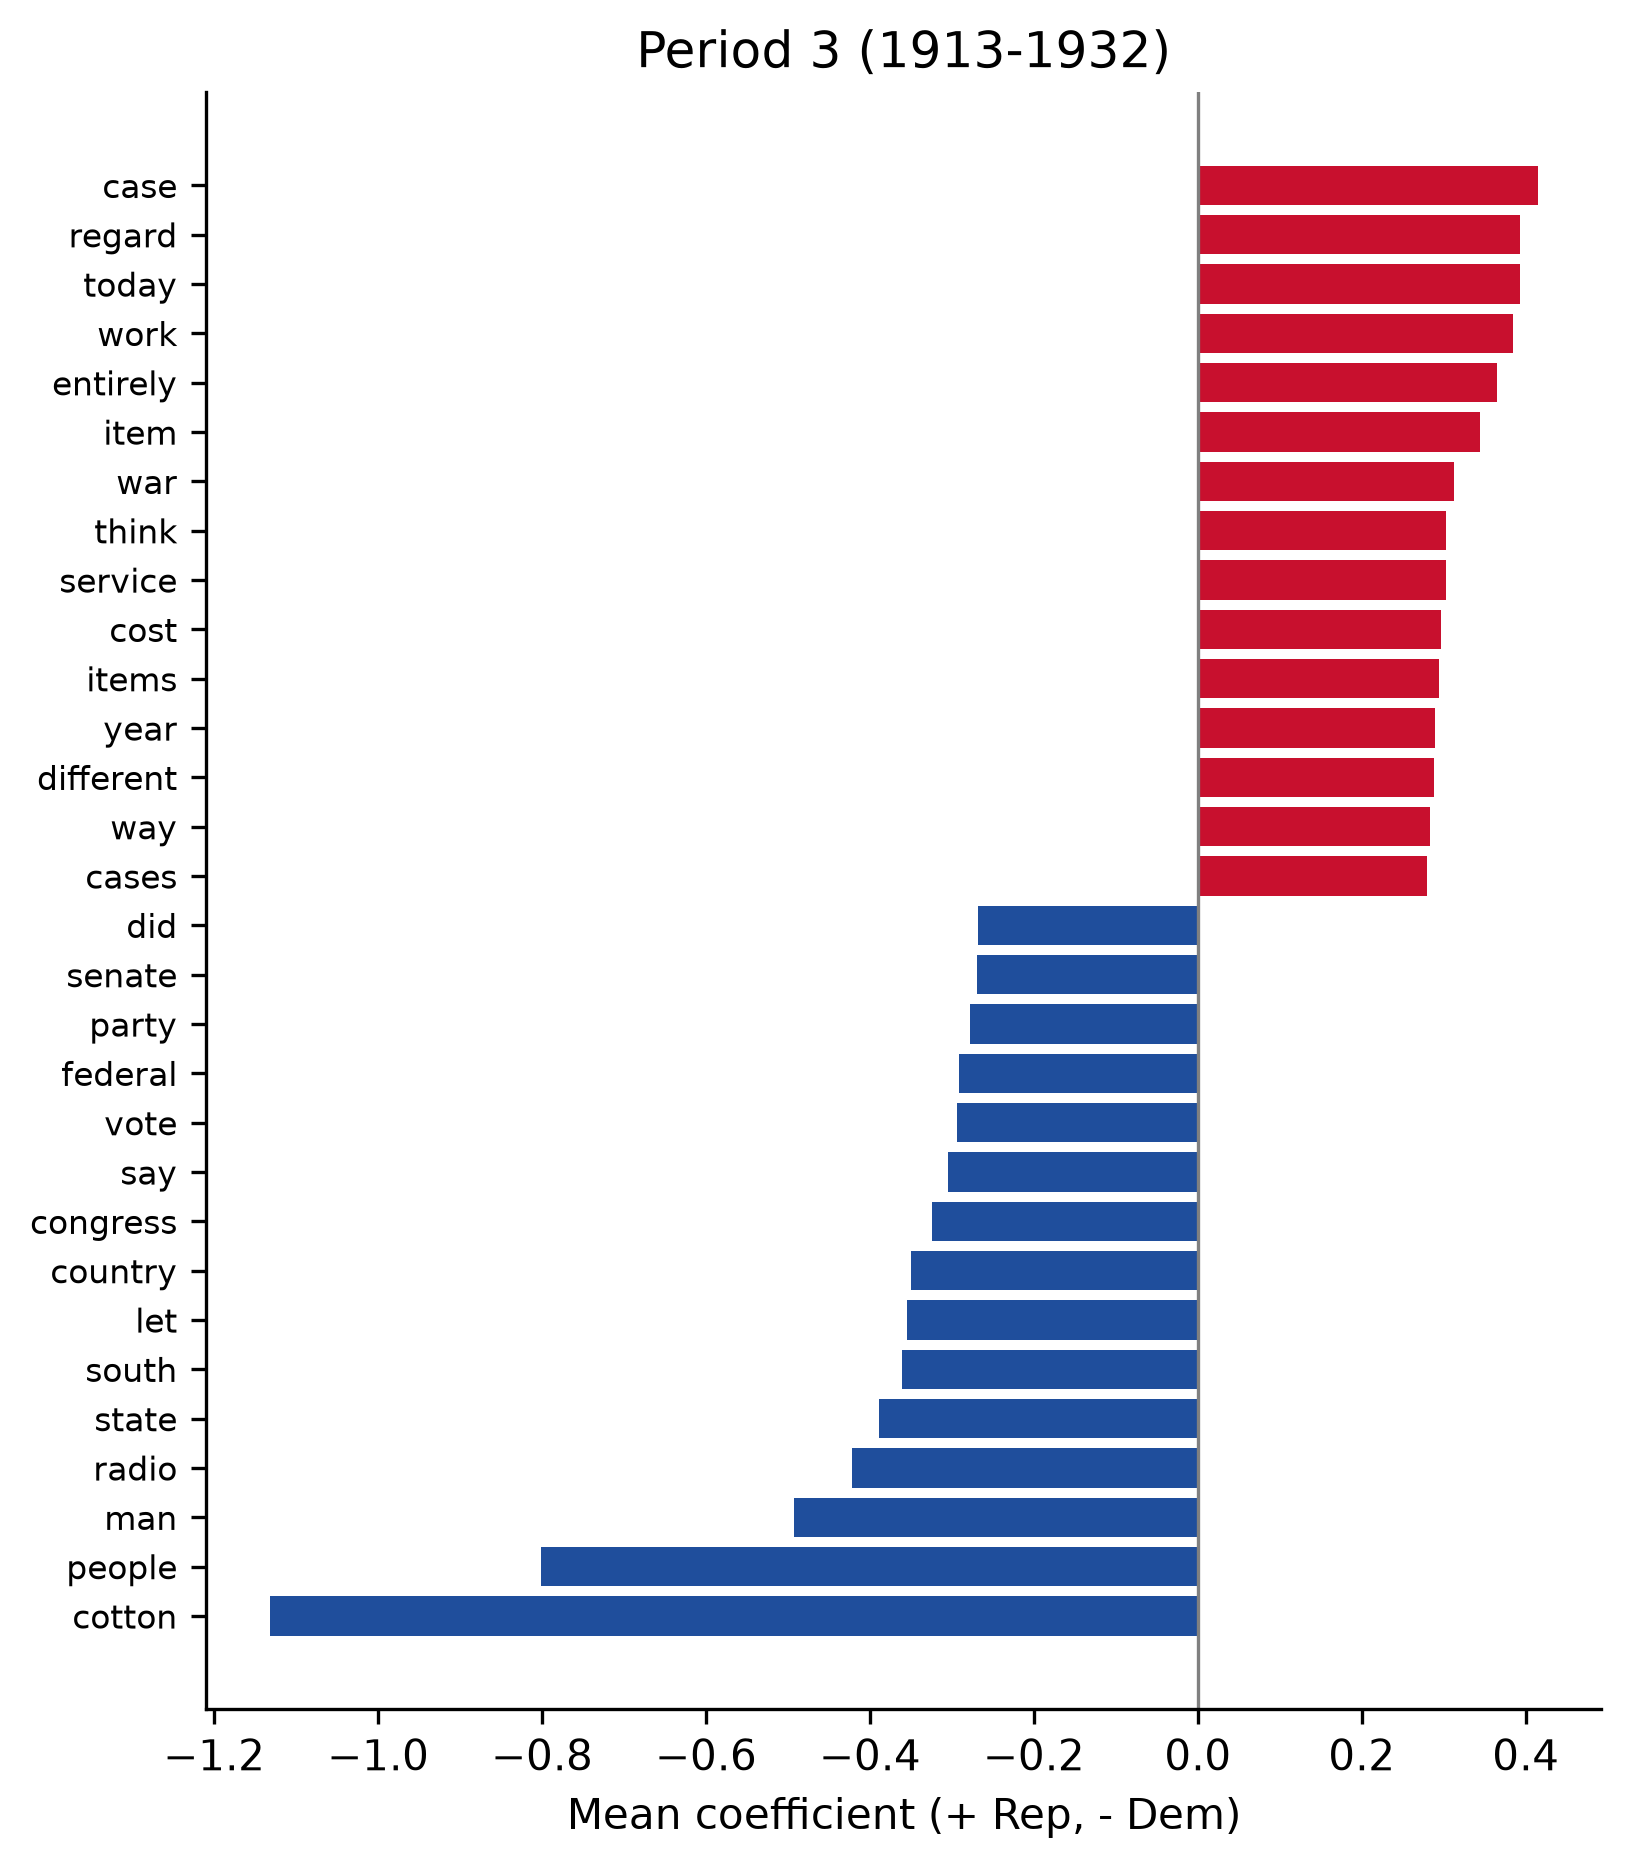 Period 3 (1913-1932)
case
regard
today
work
entirely
item
war
think
service
cost
items
year
different
way
cases
did
senate
party
federal
vote
say
congress
country
let
south
state
radio
man
people
cotton
−1.2 −1.0 −0.8 −0.6 −0.4 −0.2 0.0 0.2 0.4
Mean coefficient (+ Rep, - Dem)